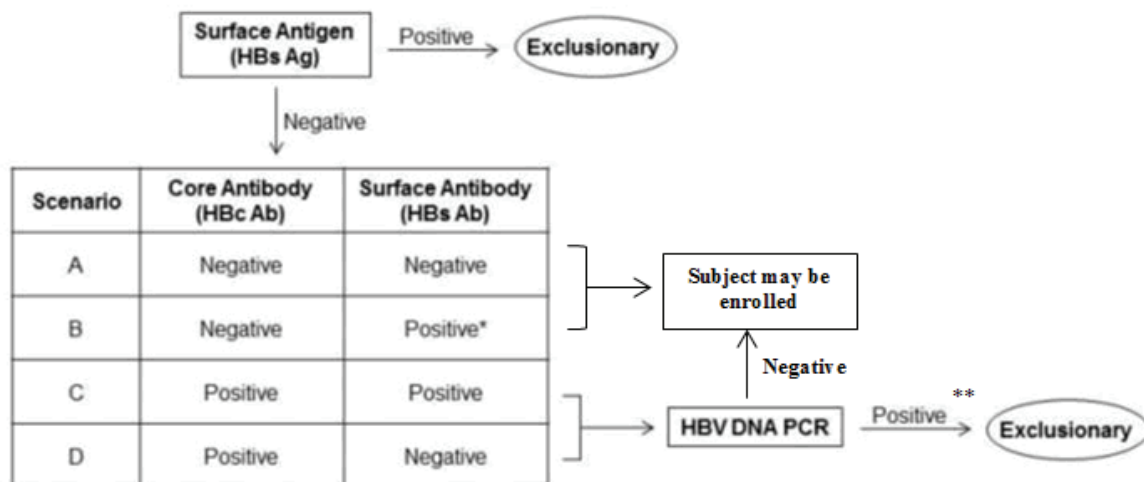 Surface Antigen
(HBs Ag)
Positive
Exclusionary
Negative
Scenario
Core Antibody
(HBc Ab)
Surface Antibody
(HBs Ab)
A
Negative
Negative
B
Negative
Positive*
C
Positive
Positive
D
Positive
Negative
Subject may be
enrolled
Negative
HBV DNA PCR
Positive
**
Exclusionary